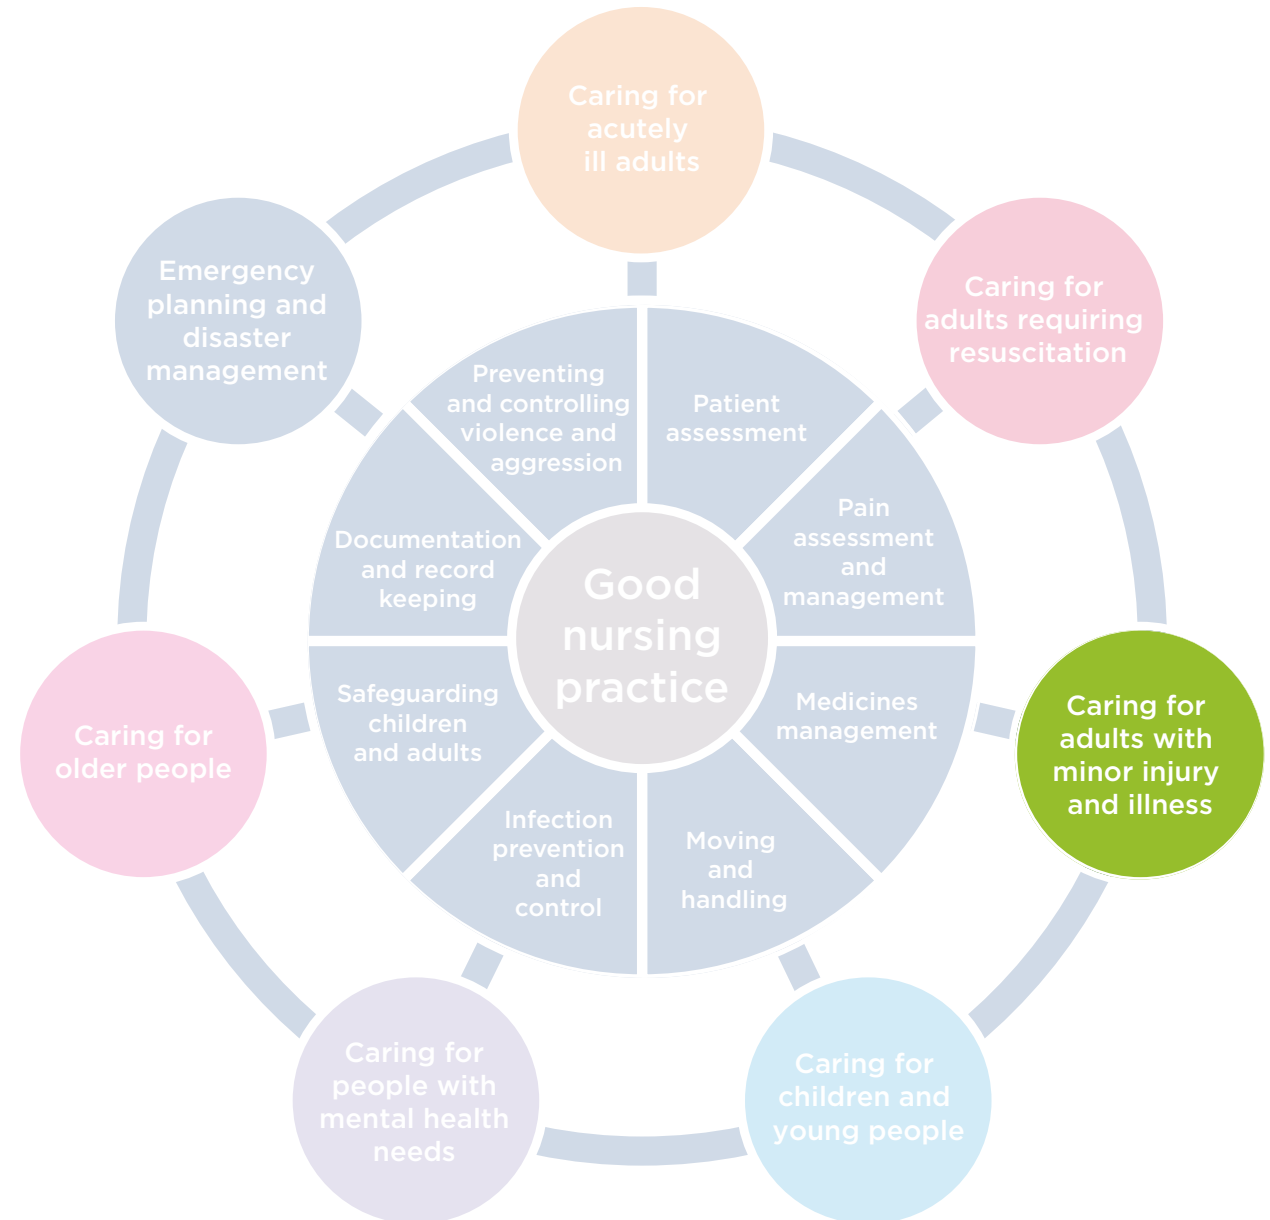 Caring for
acutely
ill adults
Caring for
adults requiring
resuscitation
Caring for
adults with
minor injury
and illness
Caring for
children and
young people
Caring for
people with
mental health
needs
Caring for
older people
Emergency
planning and
disaster
management
Patient
assessment
Pain
assessment
and
management
Medicines
management
Moving
and
handling
Infection
prevention
and
control
Safeguarding
children
and adults
Documentation
and record
keeping
Preventing
and controlling
violence and
aggression
Good
nursing
practice